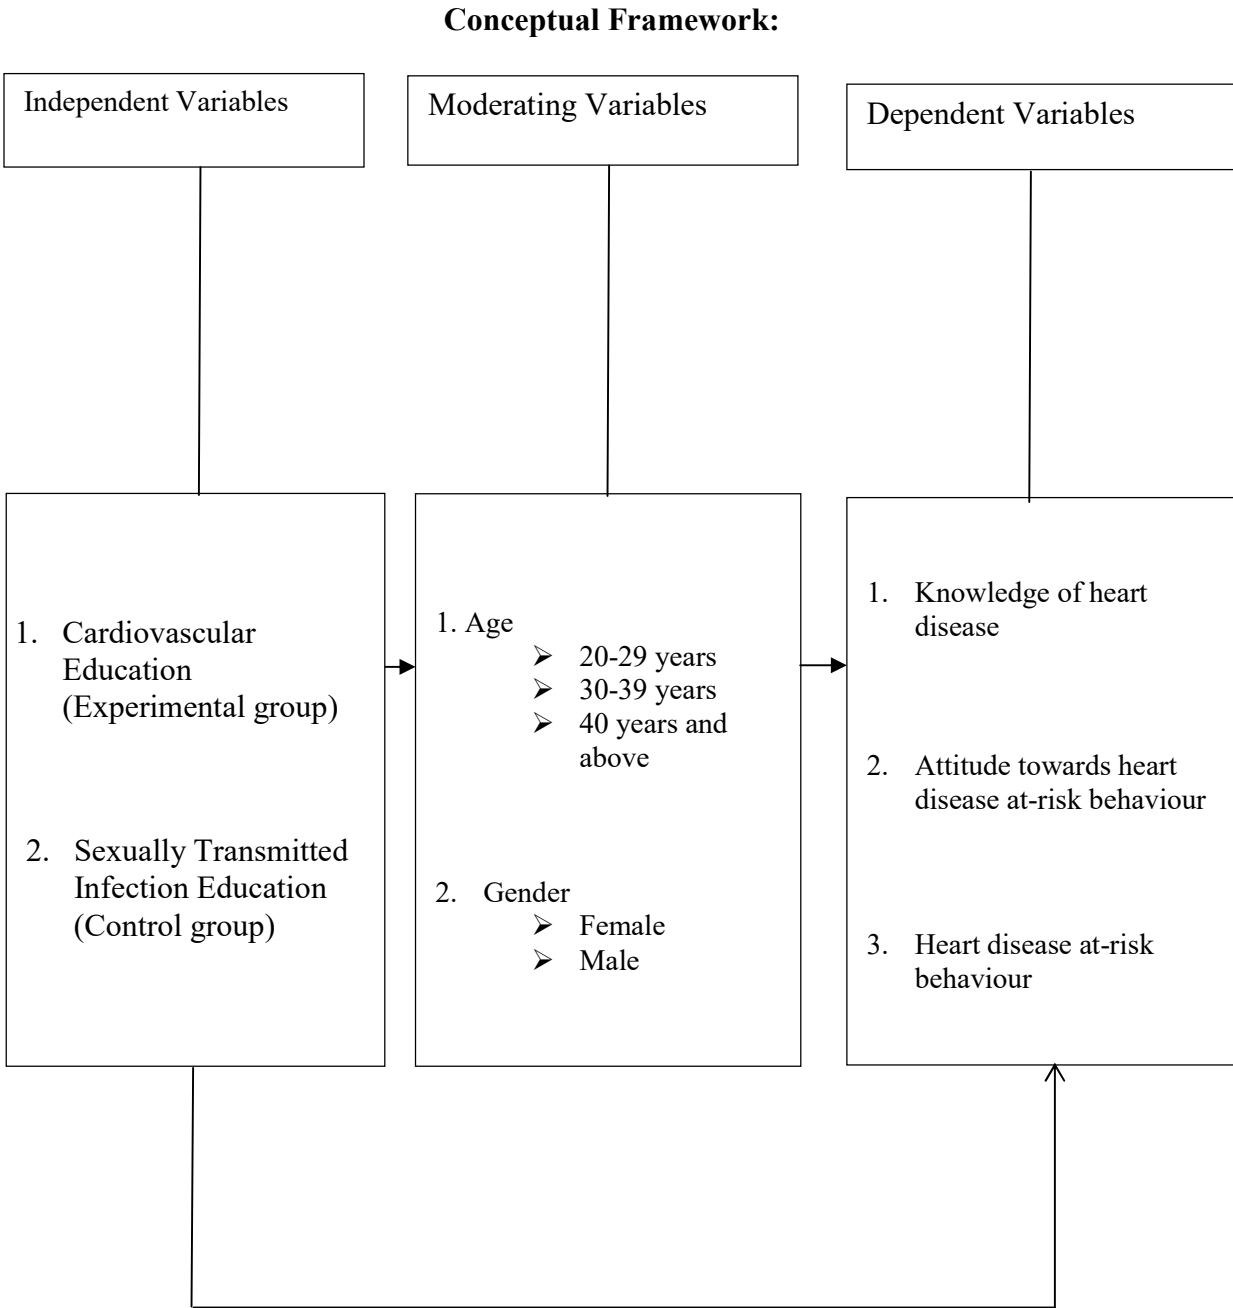 Conceptual Framework:
Independent Variables
Moderating Variables
Dependent Variables
1. Cardiovascular
Education
(Experimental group)
2. Sexually Transmitted
Infection Education
(Control group)
1. Age
➢ 20-29 years
➢ 30-39 years
➢ 40 years and
above
2. Gender
➢ Female
➢ Male
1. Knowledge of heart
disease
2. Attitude towards heart
disease at-risk behaviour
3. Heart disease at-risk
behaviour